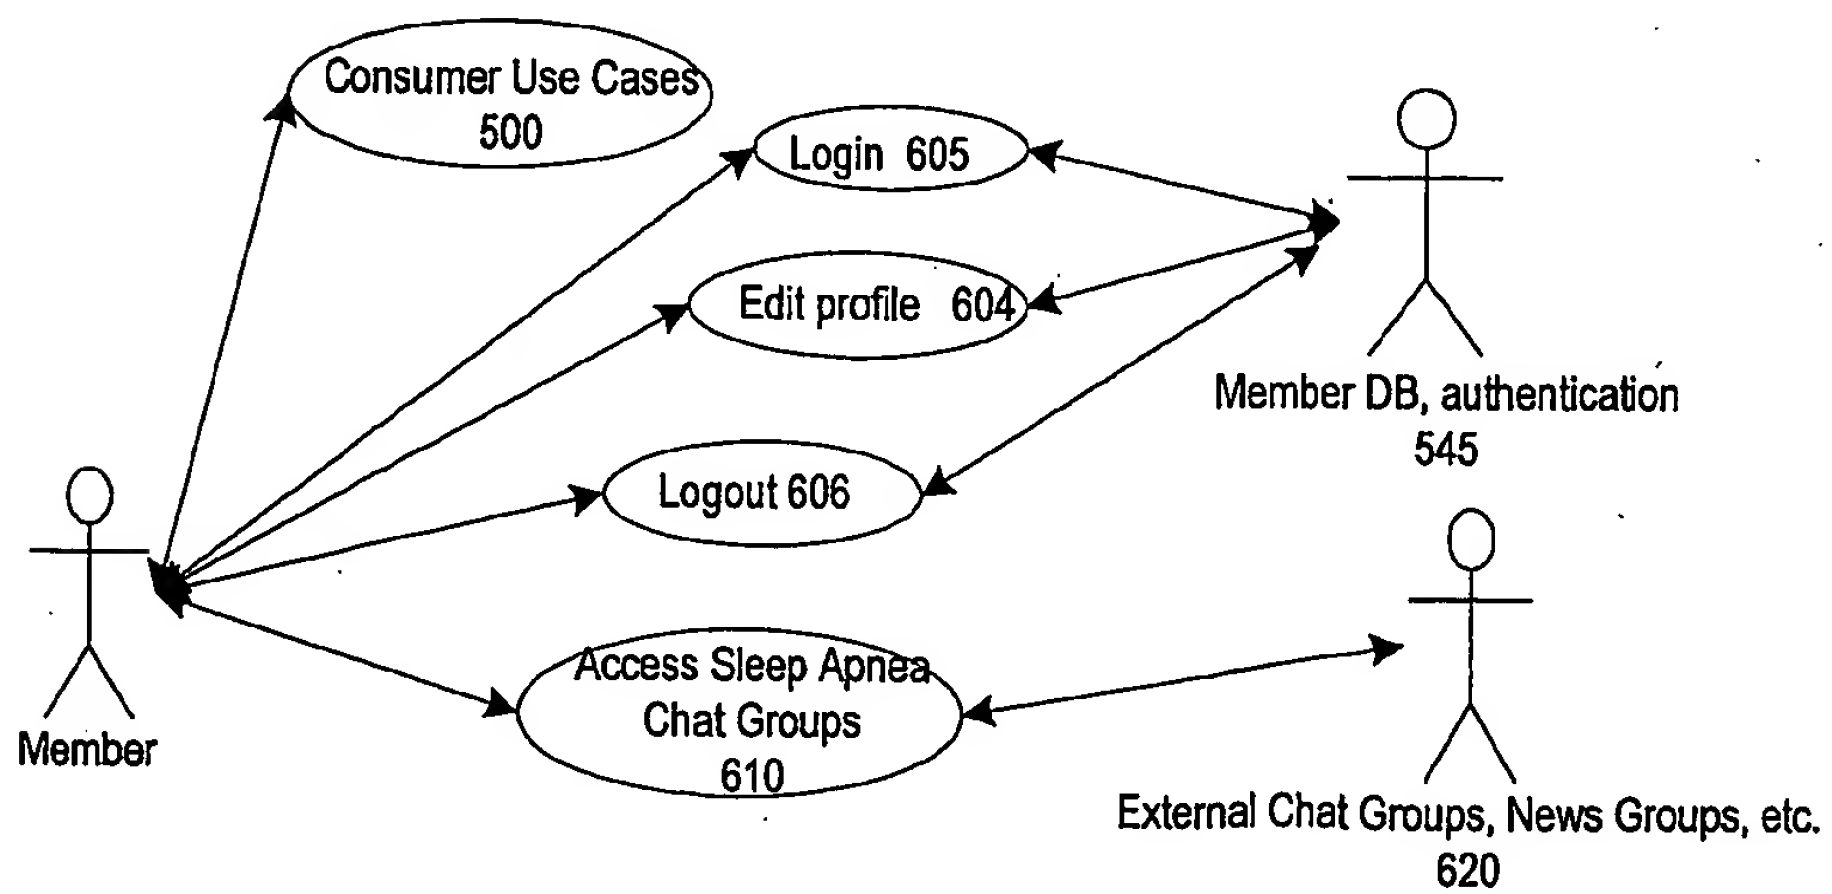 Consumer Use Cases
500
Login 605
Edit profile 604
Member DB, authentication
545
Logout 606
Access Sleep Apnea
Chat Groups
610
Member
External Chat Groups, News Groups, etc.
620